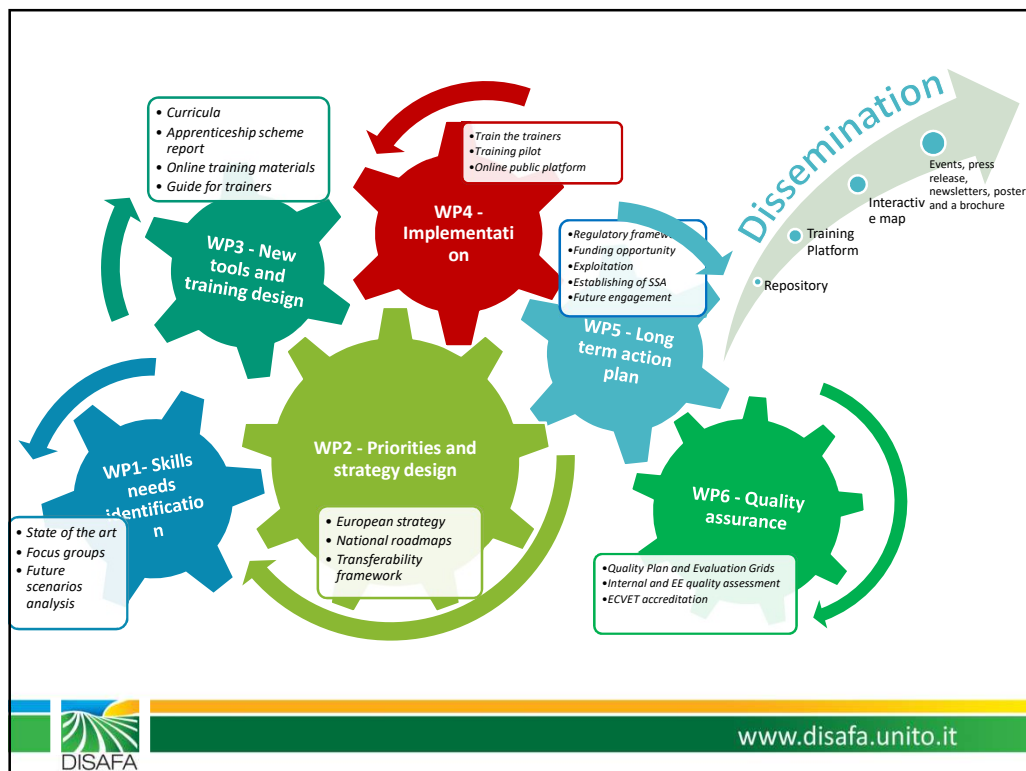 • Curricula
• Apprenticeship scheme
report
• Online training materials
• Guide for trainers
WP3 - New
tools and
training design
•Train the trainers
•Training pilot
•Online public platform
WP4 -
Implementati
on
•Regulatory framew
•Funding opportunity
•Exploitation
•Establishing of SSA
•Future engagement
WP5 - Long
term action
plan
Dissemination
Events, press
release,
newsletters, poster
and a brochure
Interactiv
e map
Training
Platform
Repository
WP1- Skills
needs
identificatio
n
• State of the art
• Focus groups
• Future
scenarios
analysis
WP2 - Priorities and
strategy design
• European strategy
• National roadmaps
• Transferability
framework
WP6 - Quality
assurance
•Quality Plan and Evaluation Grids
•Internal and EE quality assessment
•ECVET accreditation
DISAFA
www.disafa.unito.it